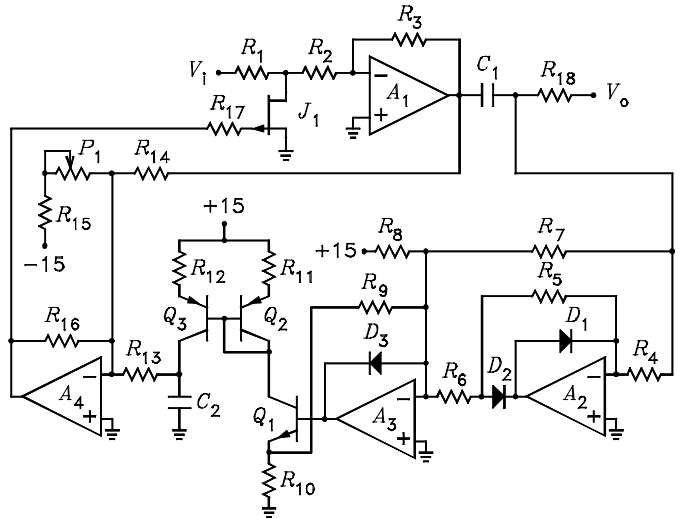 R3
Vi R1 R2 C1 R18 Vo
− A1 +
R17 J1
P1 R14
R15
−15
+15
+15 R8 R7
R12 R11 R9 R5
Q3 Q2 D3 D1
R16 R13 R6 D2 R4
A4 − + C2 Q1 A3 − + A2 − +
R10